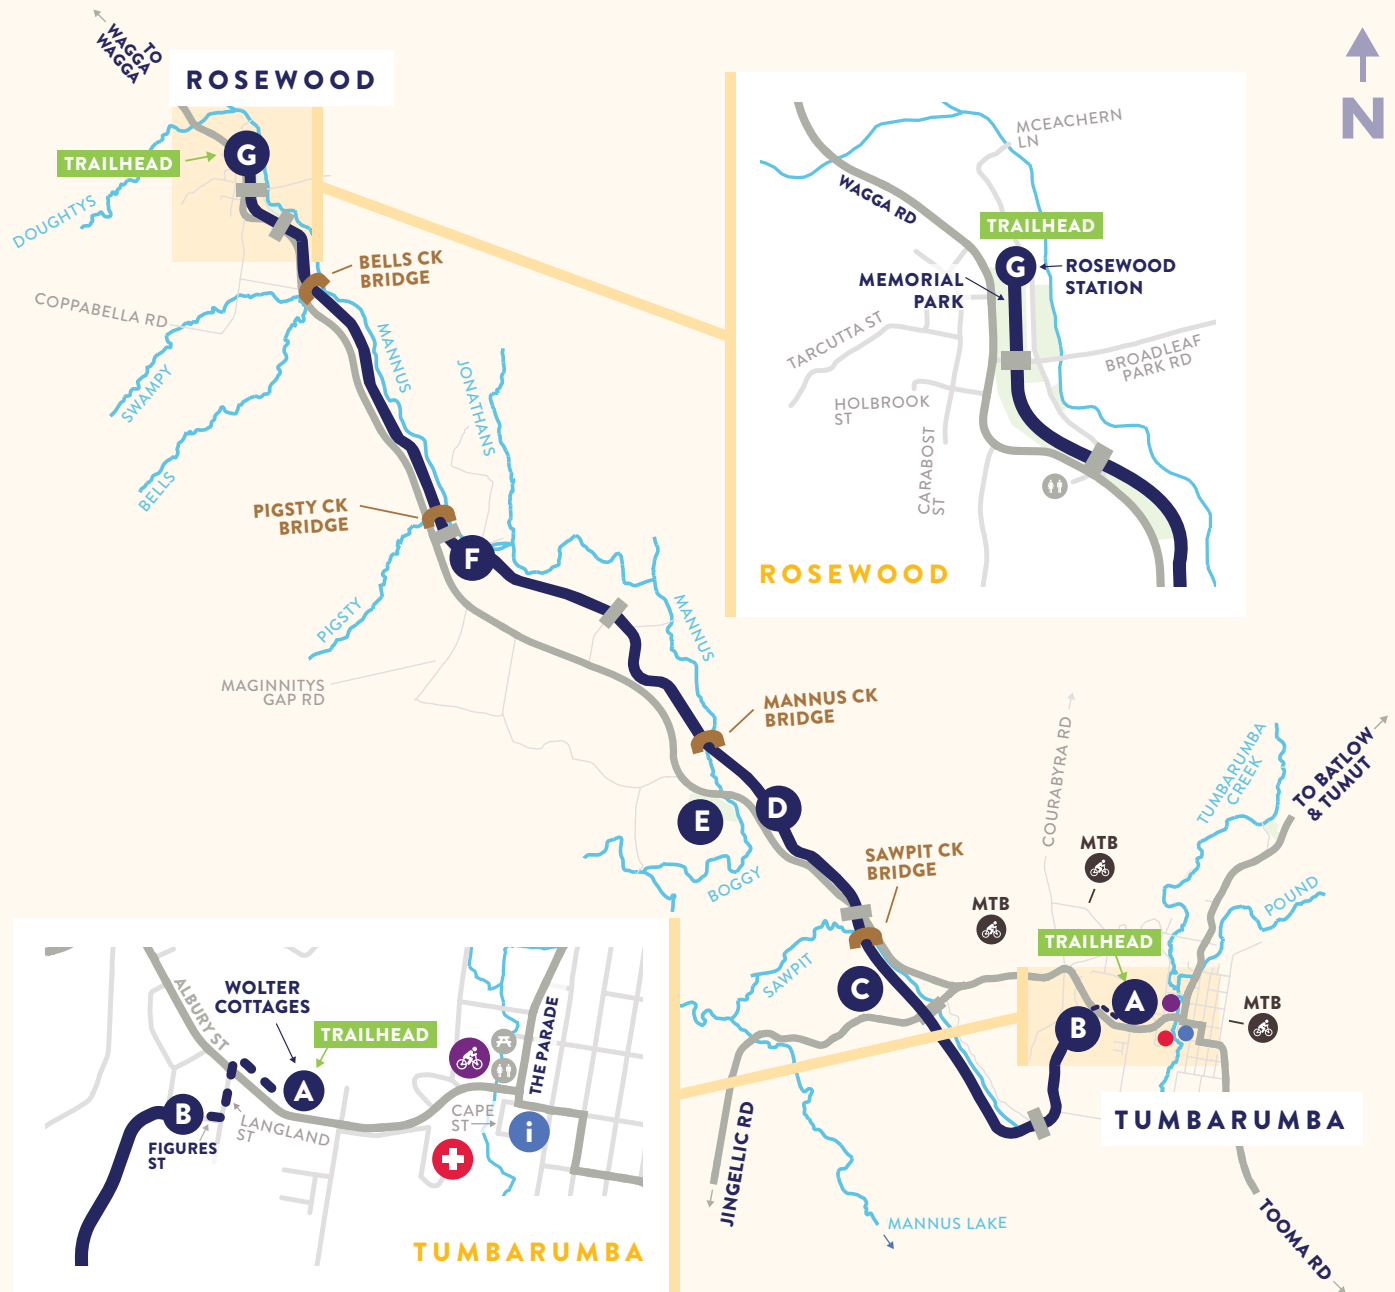 TO
WAGGA
WAGGA
ROSEWOOD
G
TRAILHEAD
DOUGHTYS
BELLS CK
BRIDGE
COPPABELLA RD
SWAMPY
BELLS
MANNUS
JONATHANS
PIGSTY CK
BRIDGE
F
PIGSTY
MAGINNITYS
GAP RD
MANNUS
MANNUS CK
BRIDGE
D
E
BOGGY
SAWPIT CK
BRIDGE
SAWPIT
C
MCEACHERN
LN
WAGGA RD
TRAILHEAD
G
ROSEWOOD
STATION
MEMORIAL
PARK
TARCUTTA ST
BROADLEAF
PARK RD
HOLBROOK
ST
CARABOST
ST
ROSEWOOD
N
COURABYRA RD
MTB
MTB
TRAILHEAD
A
B
MTB
TUMBARUMBA
CREEK
TO BATLOW
& TUMUT
POUND
TUMBARUMBA
JINGELLIC RD
MANNUS LAKE
TOOMA RD
WOLTER
COTTAGES
ALBURY ST
TRAILHEAD
A
B
FIGURES
ST
LANGLAND
ST
THE PARADE
CAPE
ST
i
TUMBARUMBA